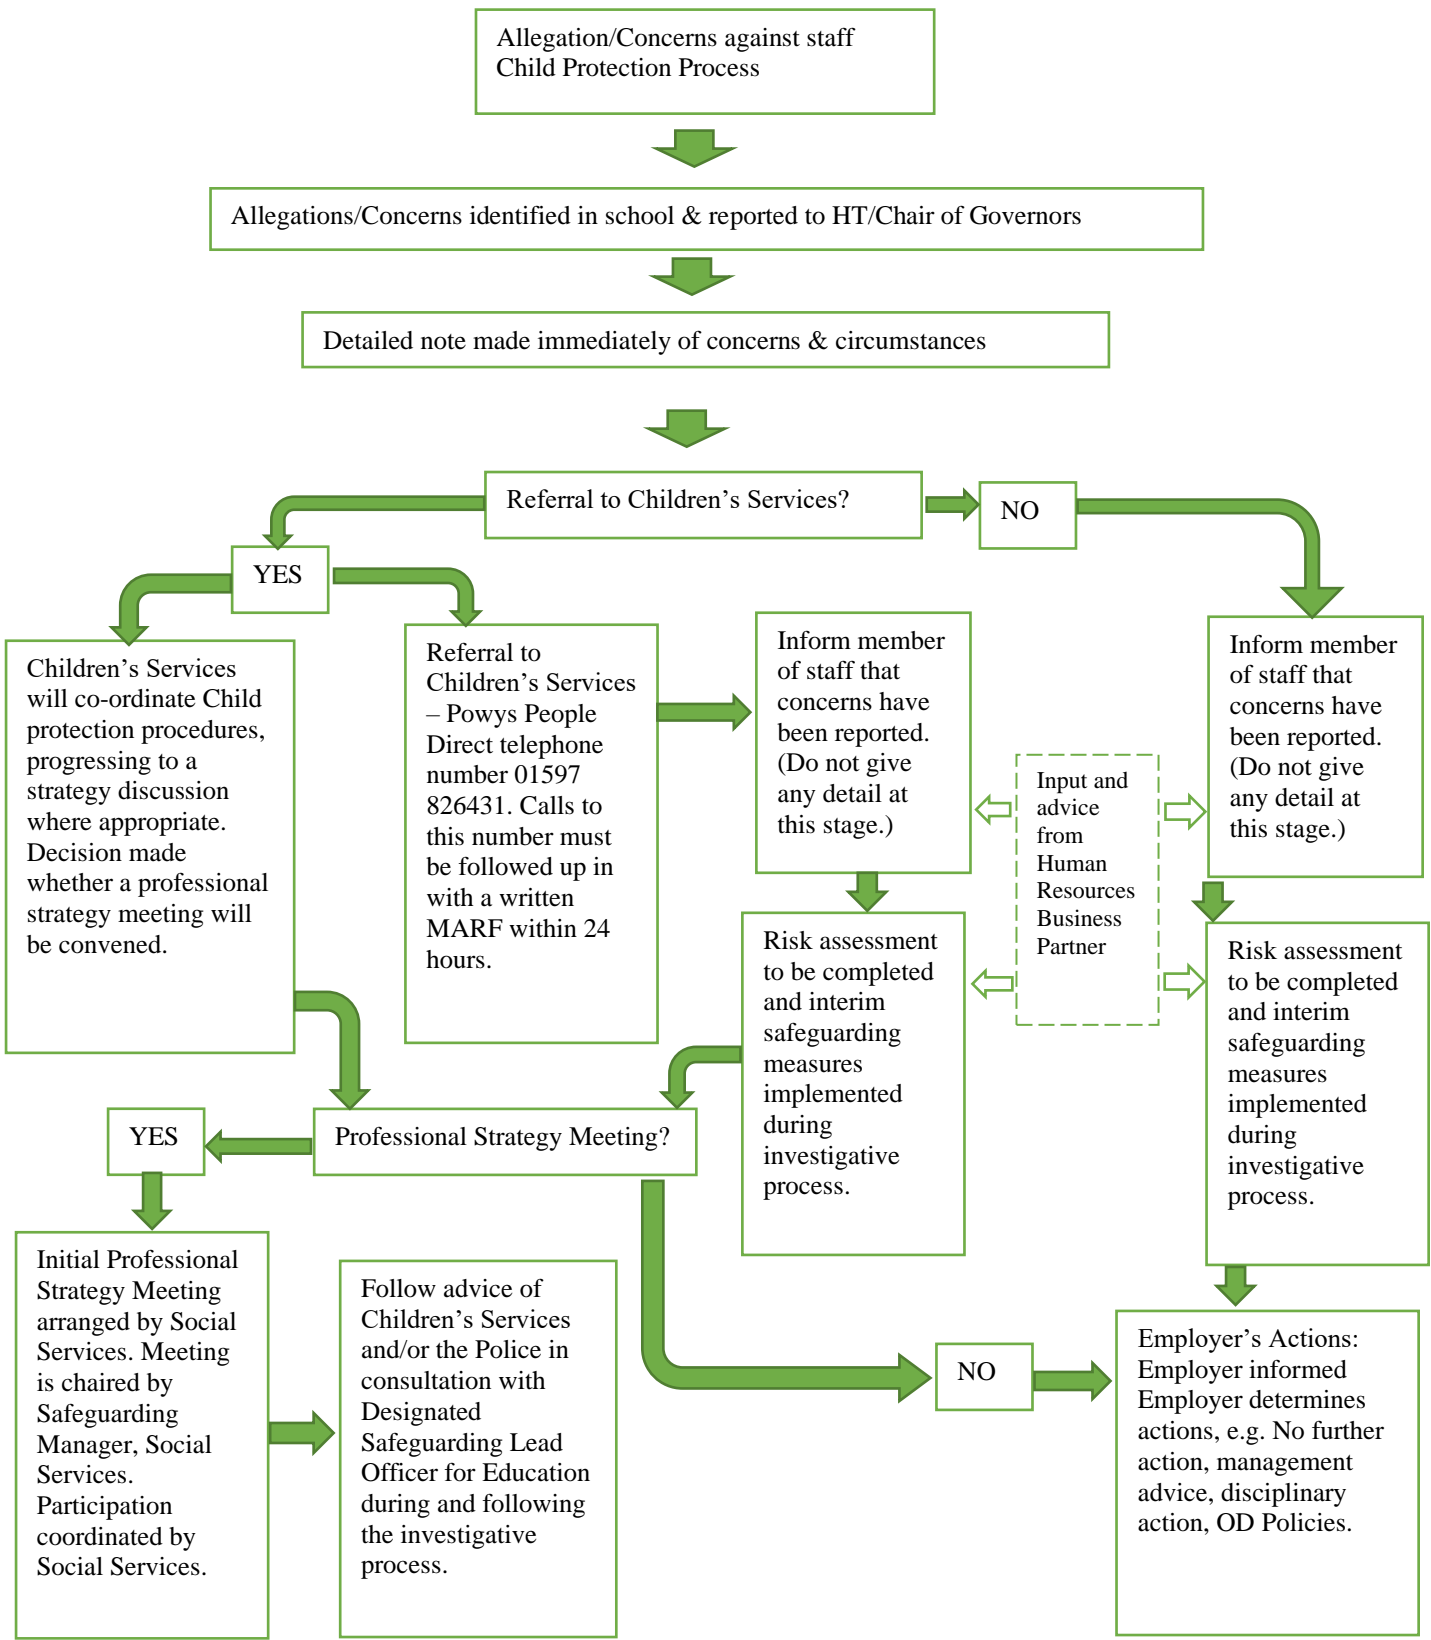 Allegation/Concerns against staff
Child Protection Process
Allegations/Concerns identified in school & reported to HT/Chair of Governors
Detailed note made immediately of concerns & circumstances
Referral to Children’s Services?
NO
YES
Children’s Services
will co-ordinate Child
protection procedures,
progressing to a
strategy discussion
where appropriate.
Decision made
whether a professional
strategy meeting will
be convened.
Referral to
Children’s Services
– Powys People
Direct telephone
number 01597
826431. Calls to
this number must
be followed up in
with a written
MARF within 24
hours.
Inform member
of staff that
concerns have
been reported.
(Do not give
any detail at
this stage.)
Input and
advice
from
Human
Resources
Business
Partner
Inform member
of staff that
concerns have
been reported.
(Do not give
any detail at
this stage.)
Risk assessment
to be completed
and interim
safeguarding
measures
implemented
during
investigative
process.
Risk assessment
to be completed
and interim
safeguarding
measures
implemented
during
investigative
process.
YES
Professional Strategy Meeting?
Initial Professional
Strategy Meeting
arranged by Social
Services. Meeting
is chaired by
Safeguarding
Manager, Social
Services.
Participation
coordinated by
Social Services.
Follow advice of
Children’s Services
and/or the Police in
consultation with
Designated
Safeguarding Lead
Officer for Education
during and following
the investigative
process.
NO
Employer’s Actions:
Employer informed
Employer determines
actions, e.g. No further
action, management
advice, disciplinary
action, OD Policies.